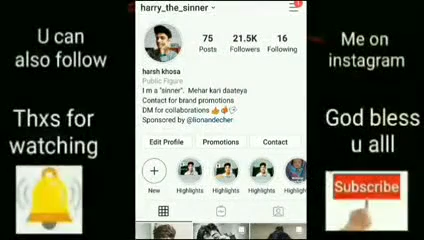 harry_the_sinner
U can
also follow
75
21.5K
16
Posts
Followers
Following
Me on
instagram
harsh khosa
Public Figure
I m a "sinner". Mehar kari daateya
Contact for brand promotions
DM for collaborations
Sponsored by @lionandecher
Thxs for
watching
God bless
u alll
Edit Profile
Promotions
Contact
New
Highlights
Highlights
Highlights
Highligh
Subscribe